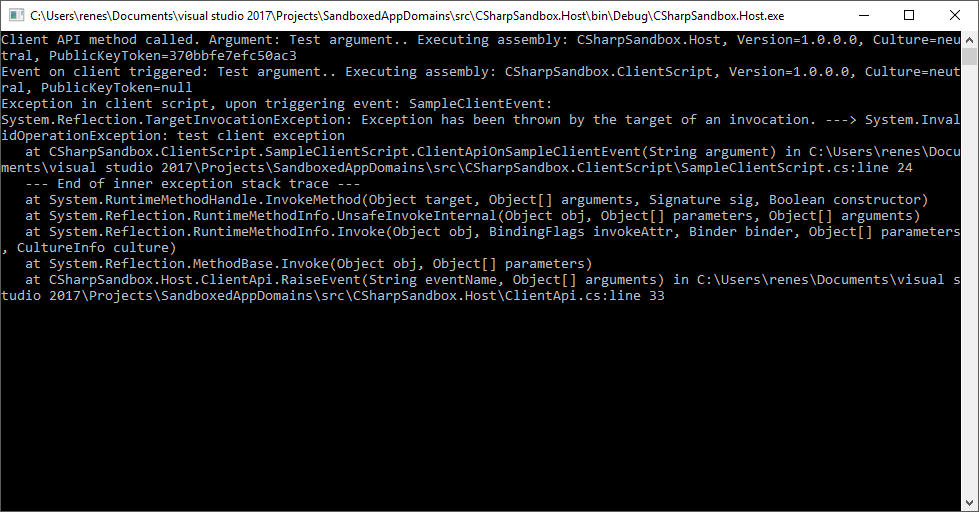 C:\Users\renes\Documents\visual studio 2017\Projects\SandboxedAppDomains\src\CSharpSandbox.Host\bin\Debug\CSharpSandbox.Host.exe
Client API method called. Argument: Test argument.. Executing assembly: CSharpSandbox.Host, Version=1.0.0.0, Culture=neu
tral, PublicKeyToken=370bbfe7efc50ac3
Event on client triggered: Test argument.. Executing assembly: CSharpSandbox.ClientScript, Version=1.0.0.0, Culture=neut
ral, PublicKeyToken=null
Exception in client script, upon triggering event: SampleClientEvent:
System.Reflection.TargetInvocationException: Exception has been thrown by the target of an invocation. ---> System.Inval
idOperationException: test client exception
   at CSharpSandbox.ClientScript.SampleClientScript.ClientApiOnSampleClientEvent(String argument) in C:\Users\renes\Docu
ments\visual studio 2017\Projects\SandboxedAppDomains\src\CSharpSandbox.ClientScript\SampleClientScript.cs:line 24
   --- End of inner exception stack trace ---
   at System.RuntimeMethodHandle.InvokeMethod(Object target, Object[] arguments, Signature sig, Boolean constructor)
   at System.Reflection.RuntimeMethodInfo.UnsafeInvokeInternal(Object obj, Object[] parameters, Object[] arguments)
   at System.Reflection.RuntimeMethodInfo.Invoke(Object obj, BindingFlags invokeAttr, Binder binder, Object[] parameters
, CultureInfo culture)
   at System.Reflection.MethodBase.Invoke(Object obj, Object[] parameters)
   at CSharpSandbox.Host.ClientApi.RaiseEvent(String eventName, Object[] arguments) in C:\Users\renes\Documents\visual s
tudio 2017\Projects\SandboxedAppDomains\src\CSharpSandbox.Host\ClientApi.cs:line 33